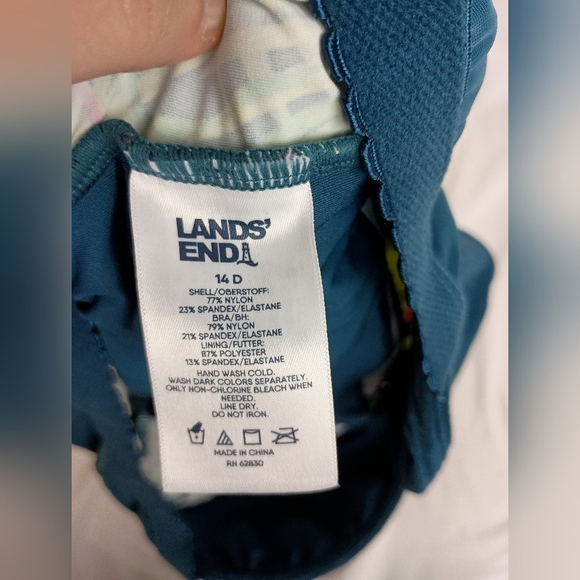 LANDS'
END
14 D
SHELL/OBERSTOFF:
77% NYLON
23% SPANDEX/ELASTANE
BRA/BH:
79% NYLON
21% SPANDEX/ELASTANE
LINING/FUTTER:
87% POLYESTER
13% SPANDEX/ELASTANE
HAND WASH COLD.
WASH DARK COLORS SEPARATELY.
ONLY NON-CHLORINE BLEACH WHEN
NEEDED.
LINE DRY.
DO NOT IRON.
MADE IN CHINA
RN 62830